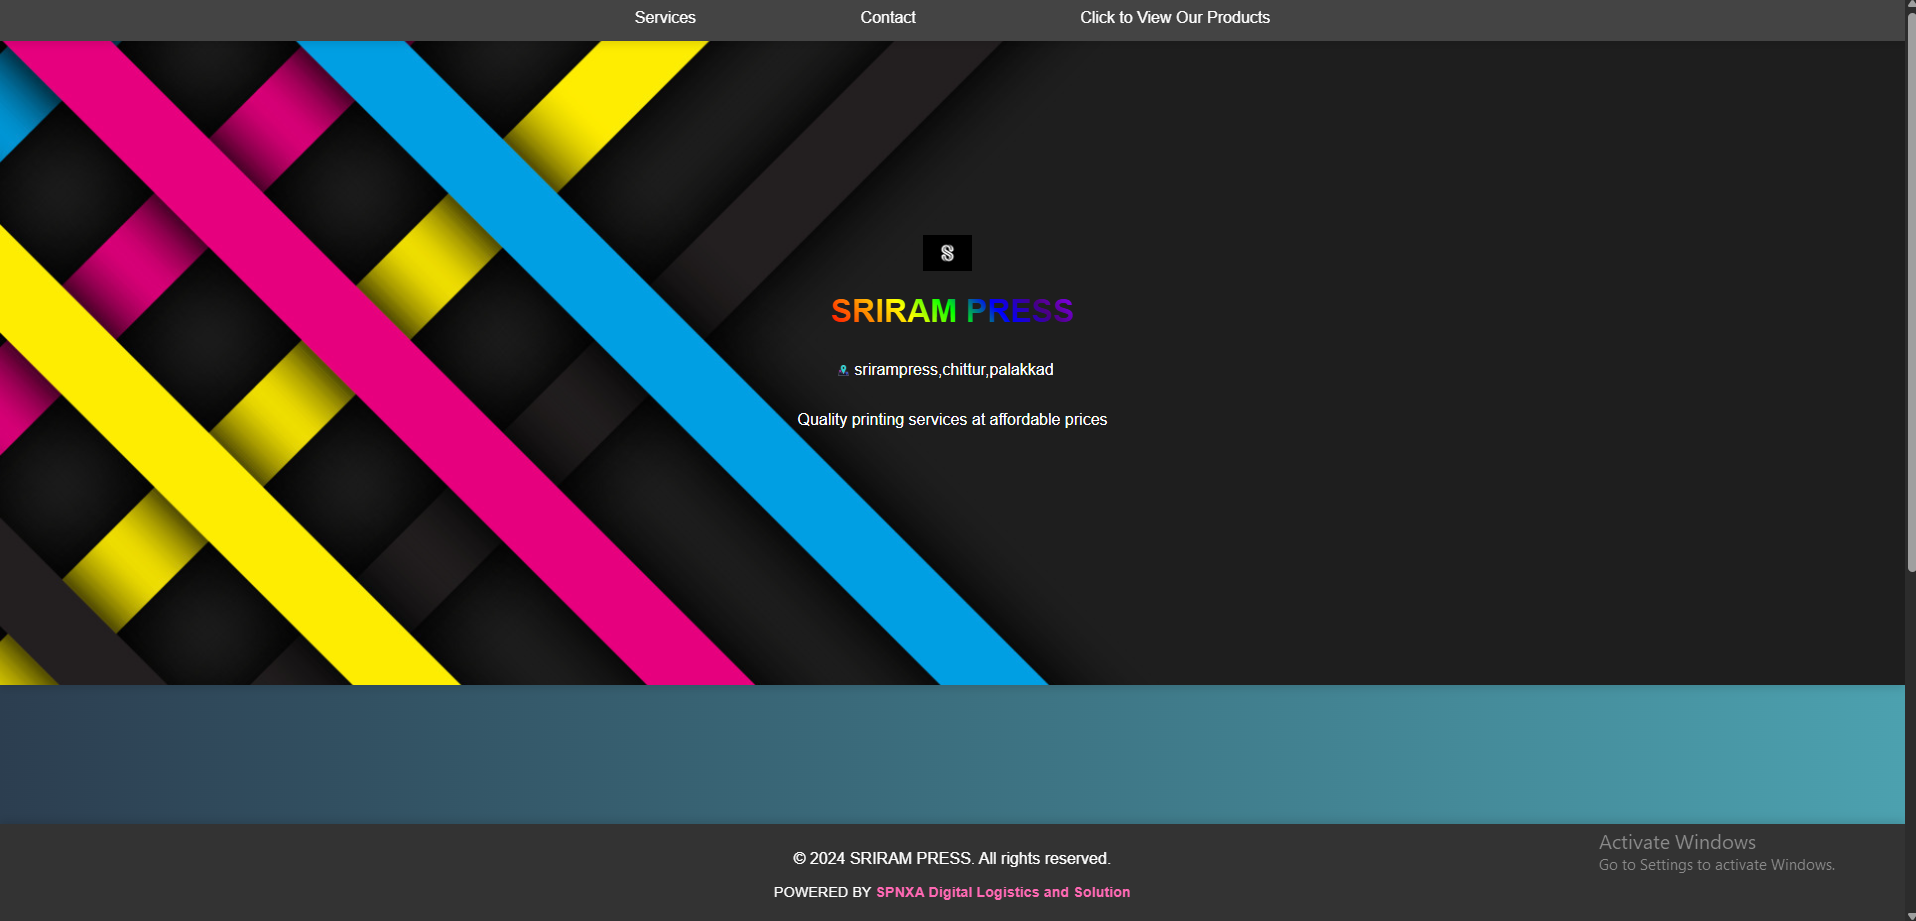 Services
Contact
Click to View Our Products
S
SRIRAM PRESS
srirampress,chittur,palakkad
Quality printing services at affordable prices
© 2024 SRIRAM PRESS. All rights reserved.
POWERED BY SPNXA Digital Logistics and Solution
Activate Windows
Go to Settings to activate Windows.